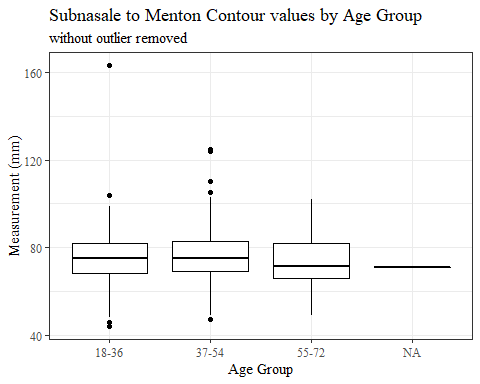 Subnasale to Menton Contour values by Age Group
without outlier removed
Measurement (mm)
160
120
80
40
18-36 37-54 55-72 NA
Age Group